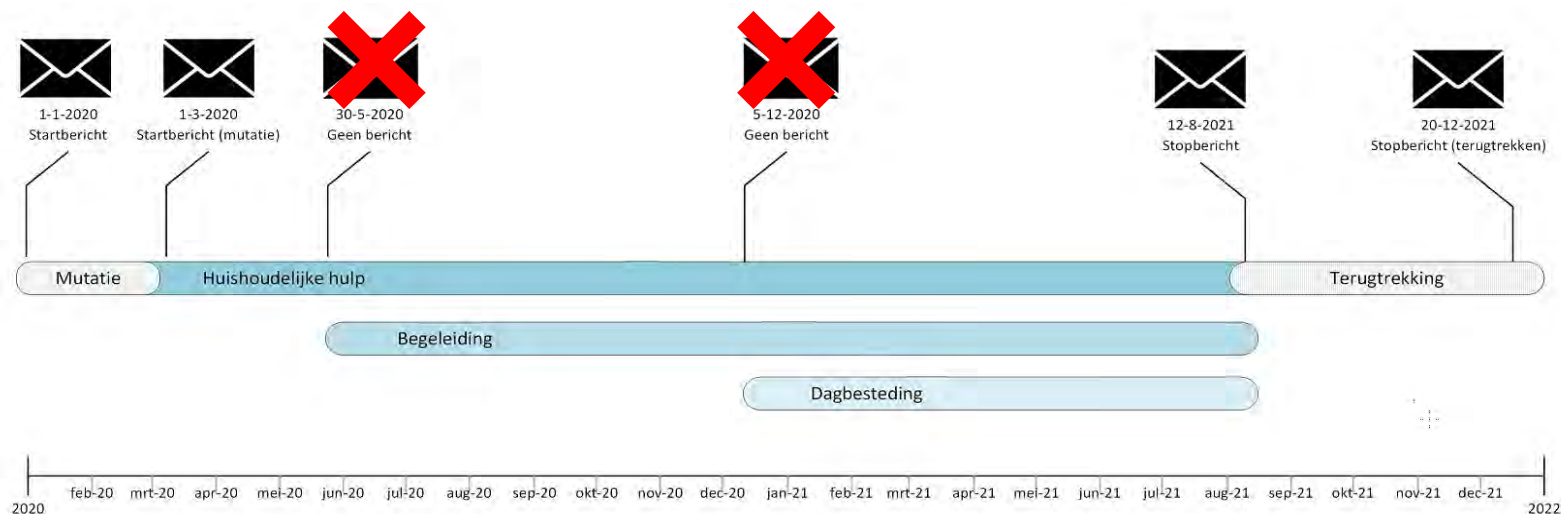 1-1-2020
Startbericht
1-3-2020
Startbericht (mutatie)
30-5-2020
Geen bericht
5-12-2020
Geen bericht
12-8-2021
Stopbericht
20-12-2021
Stopbericht (terugtrekken)
Mutatie
Huishoudelijke hulp
Terugtrekking
Begeleiding
Dagbesteding
feb-20 mrt-20 apr-20 mei-20 jun-20 jul-20 aug-20 sep-20 okt-20 nov-20 dec-20 jan-21 feb-21 mrt-21 apr-21 mei-21 jun-21 jul-21 aug-21 sep-21 okt-21 nov-21 dec-21
2020 2022